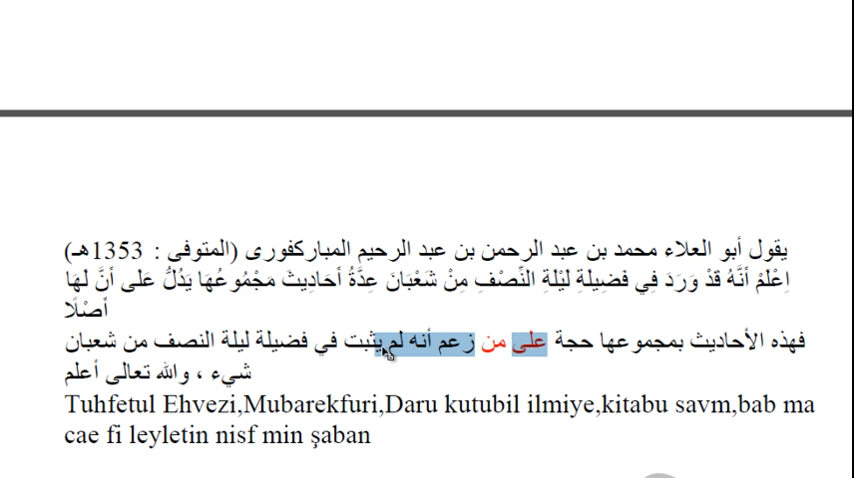 يقول أبو العلاء محمد بن عبد الرحمن بن عبد الرحيم المباركفورى (المتوفى : 1353هـ)
اِعْلَمْ أَنَّهُ قَدْ وَرَدَ فِي فَضِيلَةِ لَيْلَةِ النِّصْفِ مِنْ شَعْبَانَ عِدَّةُ أَحَادِيثَ مَجْمُوعُهَا يَدُلُّ عَلَى أَنَّ لَهَا
أَصْلًا
فهذه الأحاديث بمجموعها حجة على من زعم أنه لم يثبت في فضيلة ليلة النصف من شعبان
شيء ، والله تعالى أعلم
Tuhfetul Ehvezi,Mubarekfuri,Daru kutubil ilmiye,kitabu savm,bab ma
cae fi leyletin nisf min şaban